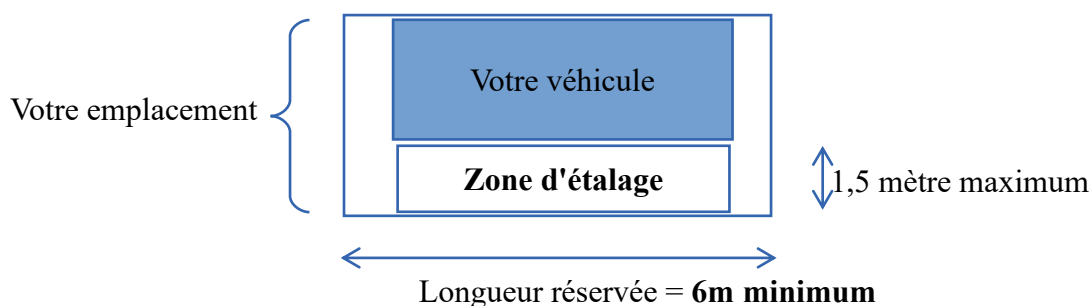 Votre véhicule
Votre emplacement
Zone d'étalage
1,5 mètre maximum
Longueur réservée = 6m minimum